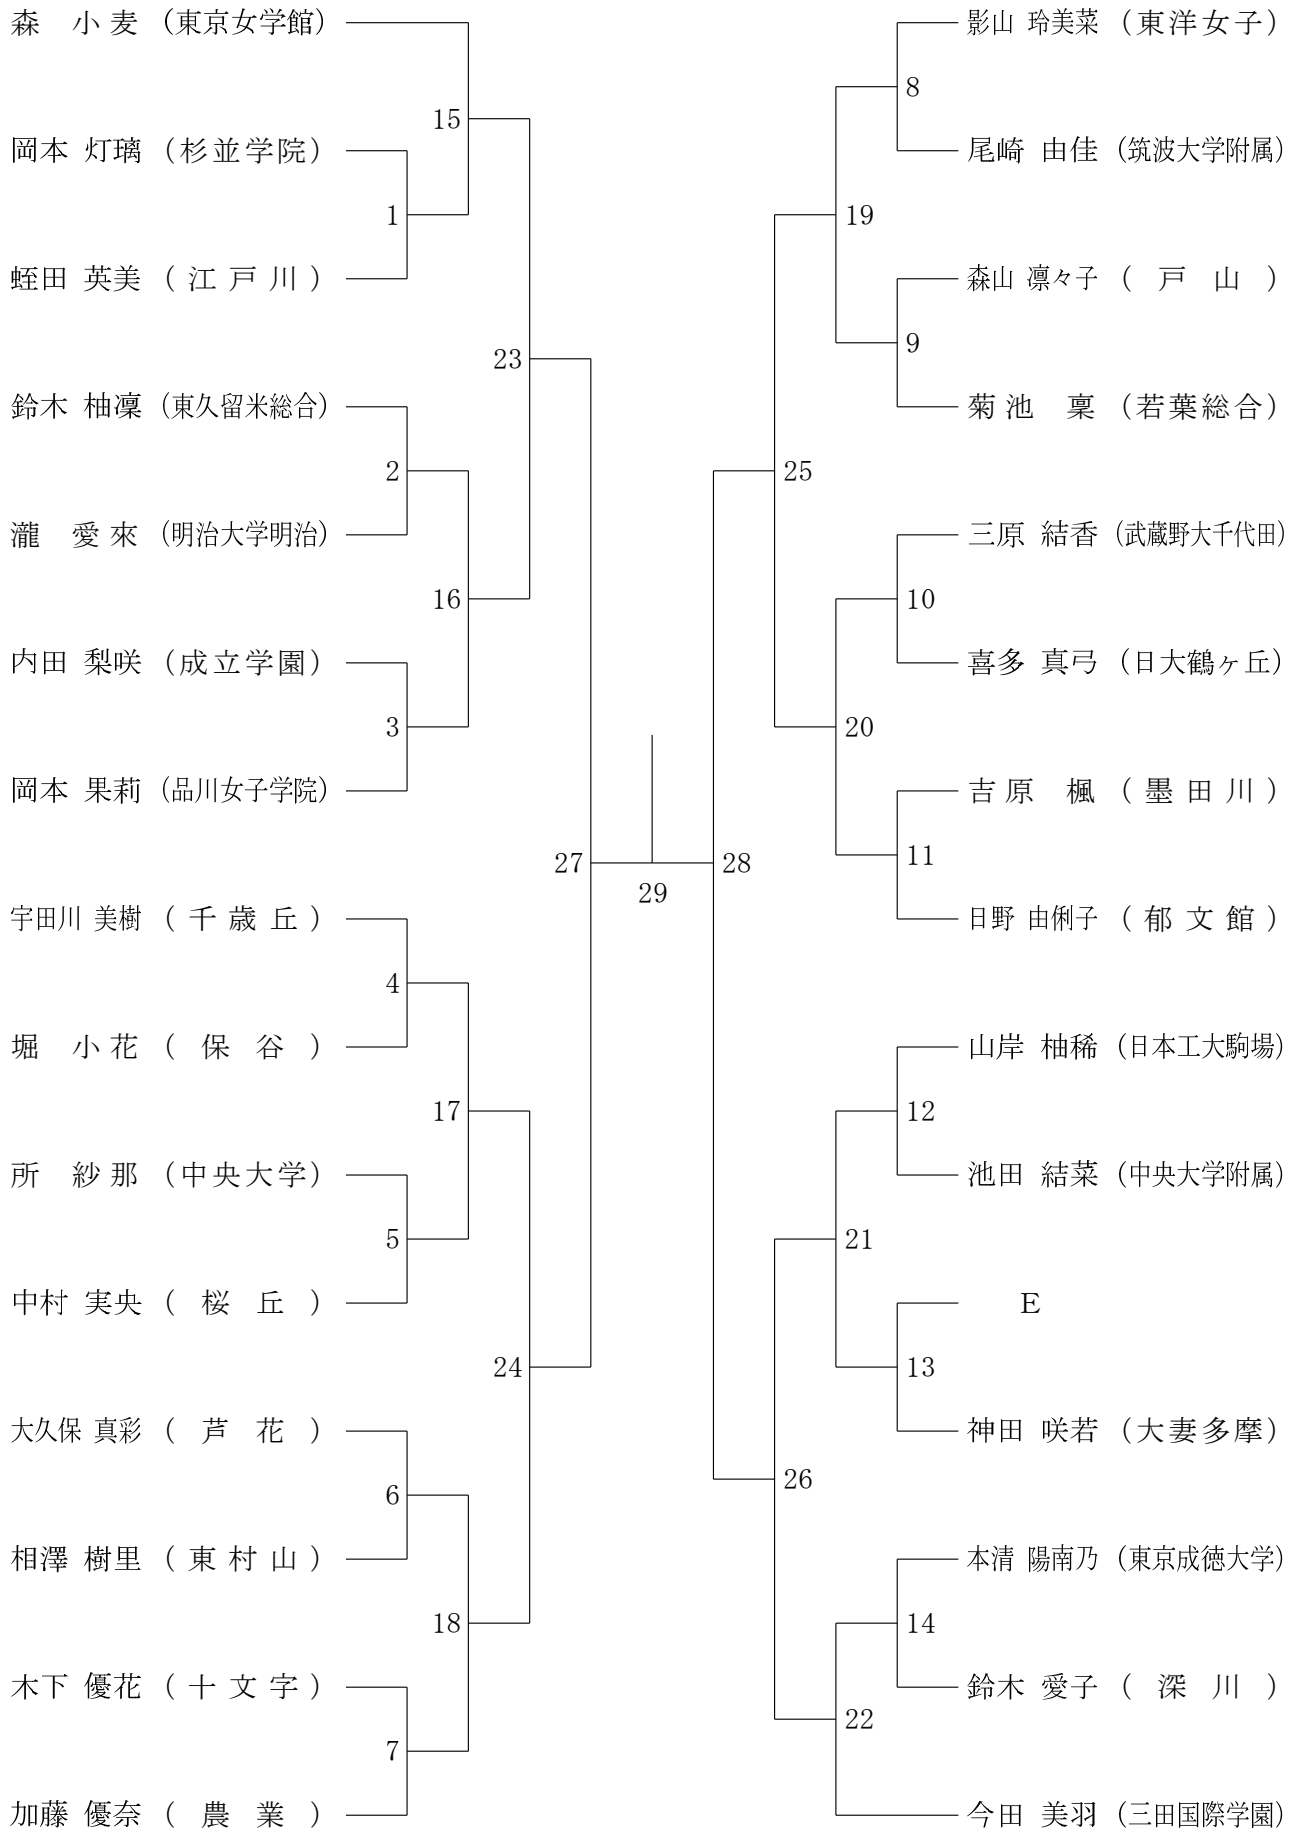 森 小麦 (東京女学館)
15
岡本 灯璃 (杉並学院)
1
蛭田 英美 (江戸川)
23
鈴木 柚凜 (東久留米総合)
2
瀧 愛來 (明治大学明治)
16
内田 梨咲 (成立学園)
3
岡本 果莉 (品川女子学院)
27
29
宇田川 美樹 (千歳丘)
4
堀 小花 (保谷)
17
所 紗那 (中央大学)
5
中村 実央 (桜丘)
24
大久保 真彩 (芦花)
6
相澤 樹里 (東村山)
18
木下 優花 (十文字)
7
加藤 優奈 (農業)
影山 玲美菜 (東洋女子)
8
尾崎 由佳 (筑波大学附属)
19
森山 凛々子 (戸山)
9
菊池 稟 (若葉総合)
25
三原 結香 (武蔵野大千代田)
10
喜多 真弓 (日大鶴ヶ丘)
20
吉原 楓 (墨田川)
11
28
日野 由俐子 (郁文館)
山岸 柚稀 (日本工大駒場)
12
池田 結菜 (中央大学附属)
21
E
13
神田 咲若 (大妻多摩)
26
本清 陽南乃 (東京成徳大学)
14
鈴木 愛子 (深川)
22
今田 美羽 (三田国際学園)